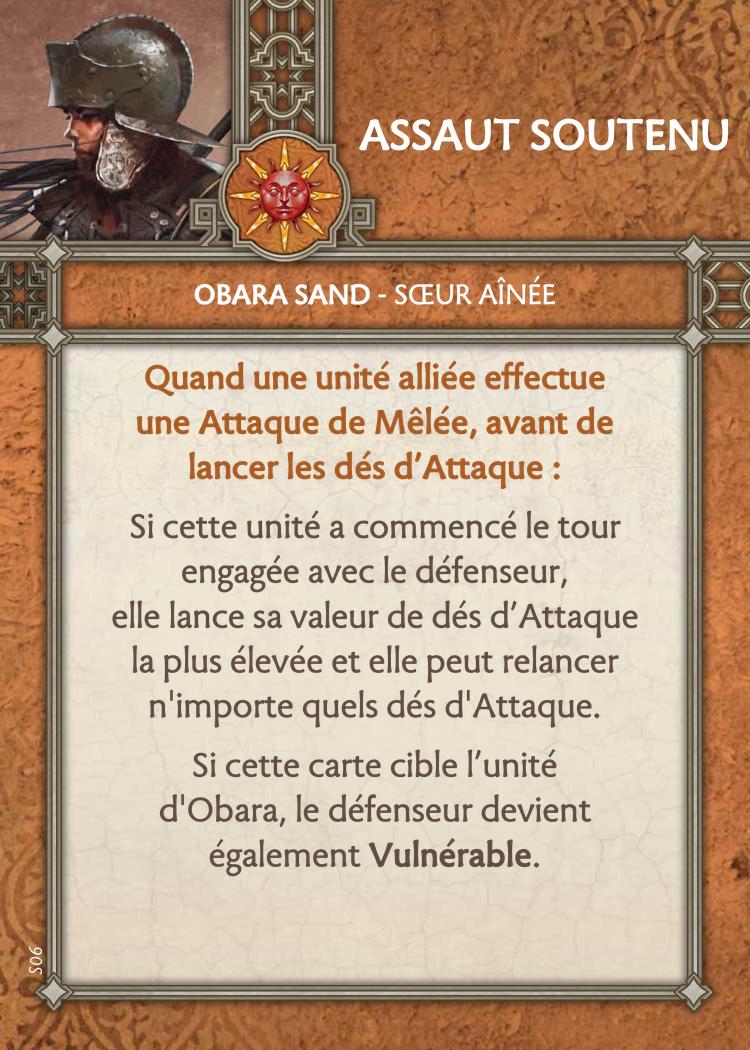 ASSAUT SOUTENU
OBARA SAND - SŒUR AÎNÉE
Quand une unité alliée effectue
une Attaque de Mêlée, avant de
lancer les dés d’Attaque :
Si cette unité a commencé le tour
engagée avec le défenseur,
elle lance sa valeur de dés d’Attaque
la plus élevée et elle peut relancer
n'importe quels dés d'Attaque.
Si cette carte cible l’unité
d'Obara, le défenseur devient
également Vulnérable.
S06